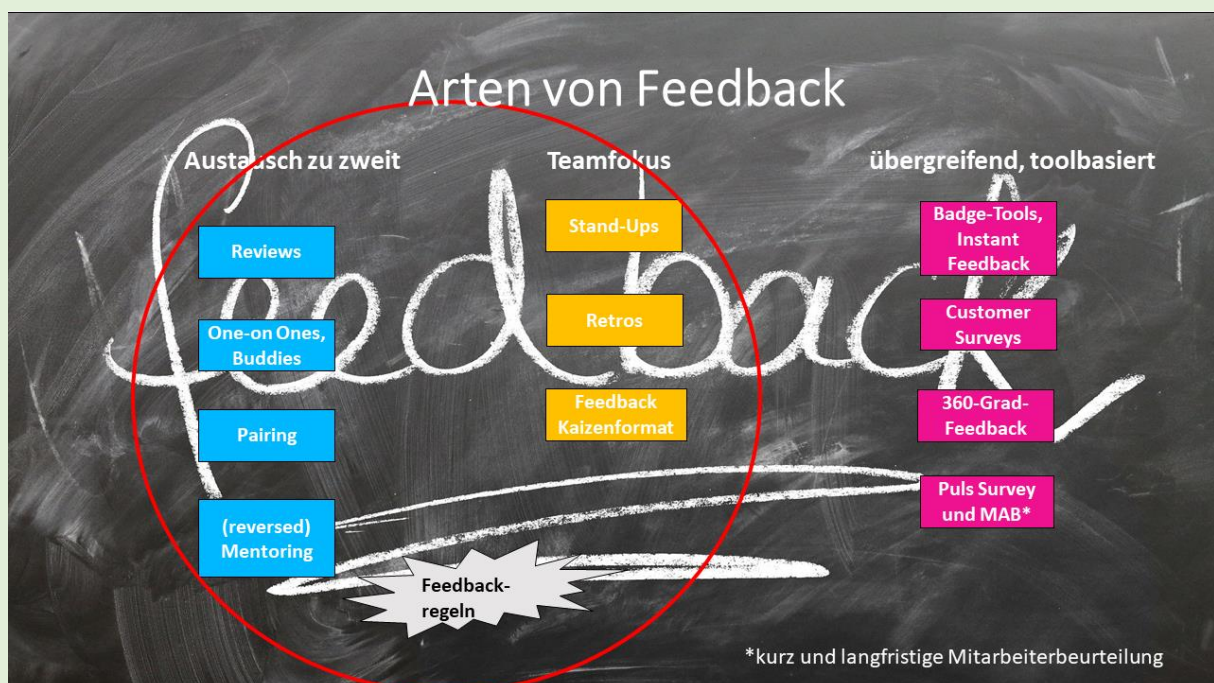 Arten von Feedback
Austausch zu zweit
Reviews
One-on Ones,
Buddies
Pairing
(reversed)
Mentoring
Teamfokus
Stand-Ups
Retros
Feedback
Kaizenformat
übergreifend, toolbasiert
Badge-Tools,
Instant
Feedback
Customer
Surveys
360-Grad-
Feedback
Puls Survey
und MAB*
feedback
Feedback-
regeln
*kurz und langfristige Mitarbeiterbeurteilung